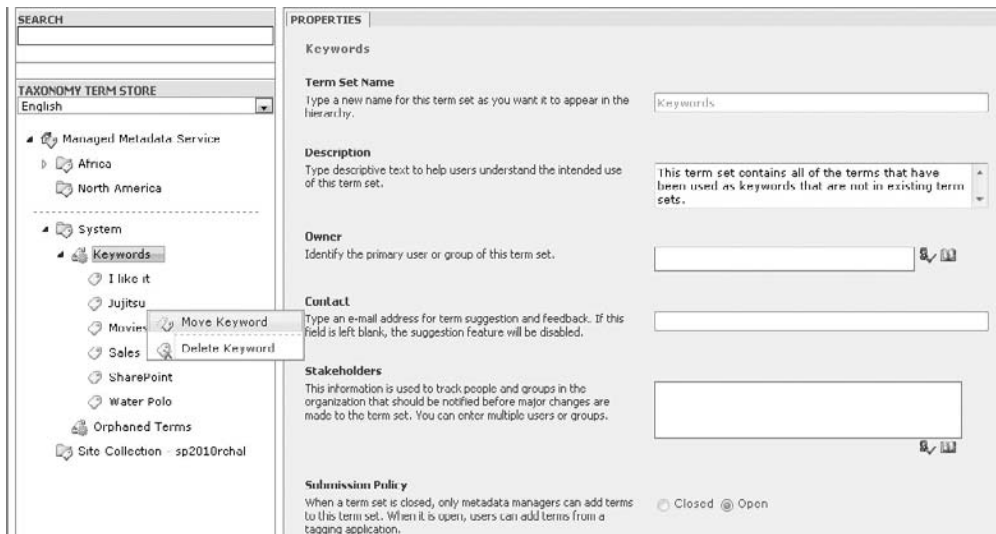 SEARCH
TAXONOMY TERM STORE
English
Managed Metadata Service
Africa
North America
System
Keywords
I like it
Jujitsu
Movies
Sales
SharePoint
Water Polo
Orphaned Terms
Site Collection - sp2010rchal
Move Keyword
Delete Keyword
PROPERTIES
Keywords
Term Set Name
Type a new name for this term set as you want it to appear in the
hierarchy.
Keywords
Description
Type descriptive text to help users understand the intended use
of this term set.
This term set contains all of the terms that have
been used as keywords that are not in existing term
sets.
Owner
Identify the primary user or group of this term set.
Contact
Type an e-mail address for term suggestion and feedback. If this
field is left blank, the suggestion feature will be disabled.
Stakeholders
This information is used to track people and groups in the
organization that should be notified before major changes are
made to the term set. You can enter multiple users or groups.
Submission Policy
When a term set is closed, only metadata managers can add terms
to this term set. When it is open, users can add terms from a
tagging application.
Closed Open